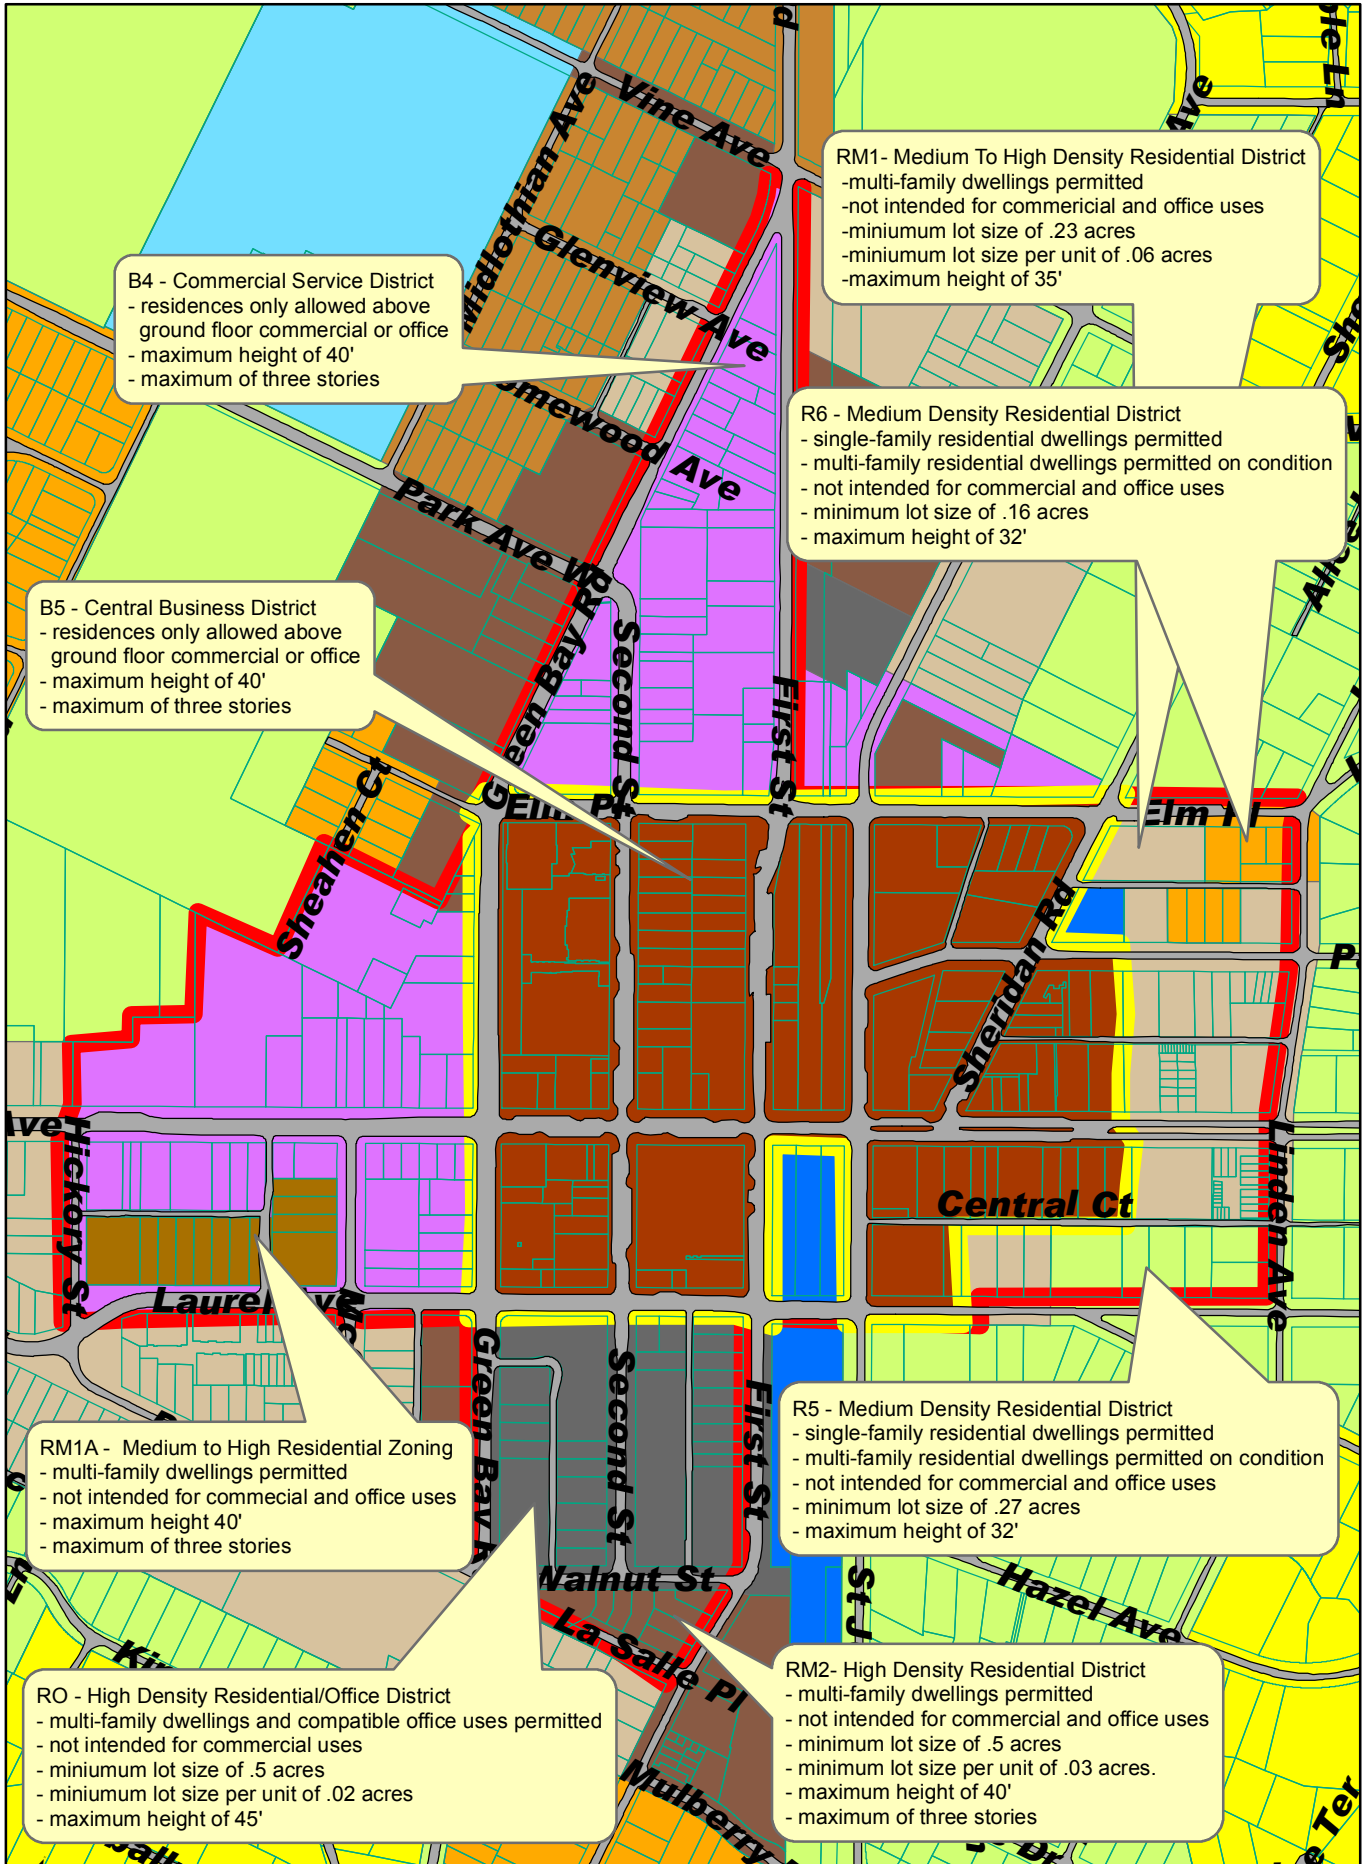 Vine Ave
Ave
RM1- Medium To High Density Residential District
-multi-family dwellings permitted
-not intended for commericial and office uses
-miniumum lot size of .23 acres
-miniumum lot size per unit of .06 acres
-maximum height of 35'
Midlothian Ave
Glenview Ave
B4 - Commercial Service District
- residences only allowed above
ground floor commercial or office
- maximum height of 40'
- maximum of three stories
omewood Ave
R6 - Medium Density Residential District
- single-family residential dwellings permitted
- multi-family residential dwellings permitted on condition
- not intended for commercial and office uses
- minimum lot size of .16 acres
- maximum height of 32'
Park Ave W
B5 - Central Business District
- residences only allowed above
ground floor commercial or office
- maximum height of 40'
- maximum of three stories
Green Bay Rd
Second St
First St
Elm Pl
Elm Pl
Sheahen Ct
Sheridan Rd
Ave
Hickory St
Central Ct
Linden Ave
Laurel Ave
Green Bay R
Second St
First St
RM1A - Medium to High Residential Zoning
- multi-family dwellings permitted
- not intended for commecial and office uses
- maximum height 40'
- maximum of three stories
R5 - Medium Density Residential District
- single-family residential dwellings permitted
- multi-family residential dwellings permitted on condition
- not intended for commercial and office uses
- minimum lot size of .27 acres
- maximum height of 32'
Walnut St
St J
Hazel Ave
La Salle Pl
RO - High Density Residential/Office District
- multi-family dwellings and compatible office uses permitted
- not intended for commercial uses
- miniumum lot size of .5 acres
- miniumum lot size per unit of .02 acres
- maximum height of 45'
RM2- High Density Residential District
- multi-family dwellings permitted
- not intended for commercial and office uses
- minimum lot size of .5 acres
- minimum lot size per unit of .03 acres.
- maximum height of 40'
- maximum of three stories
Mulberry
e Ter